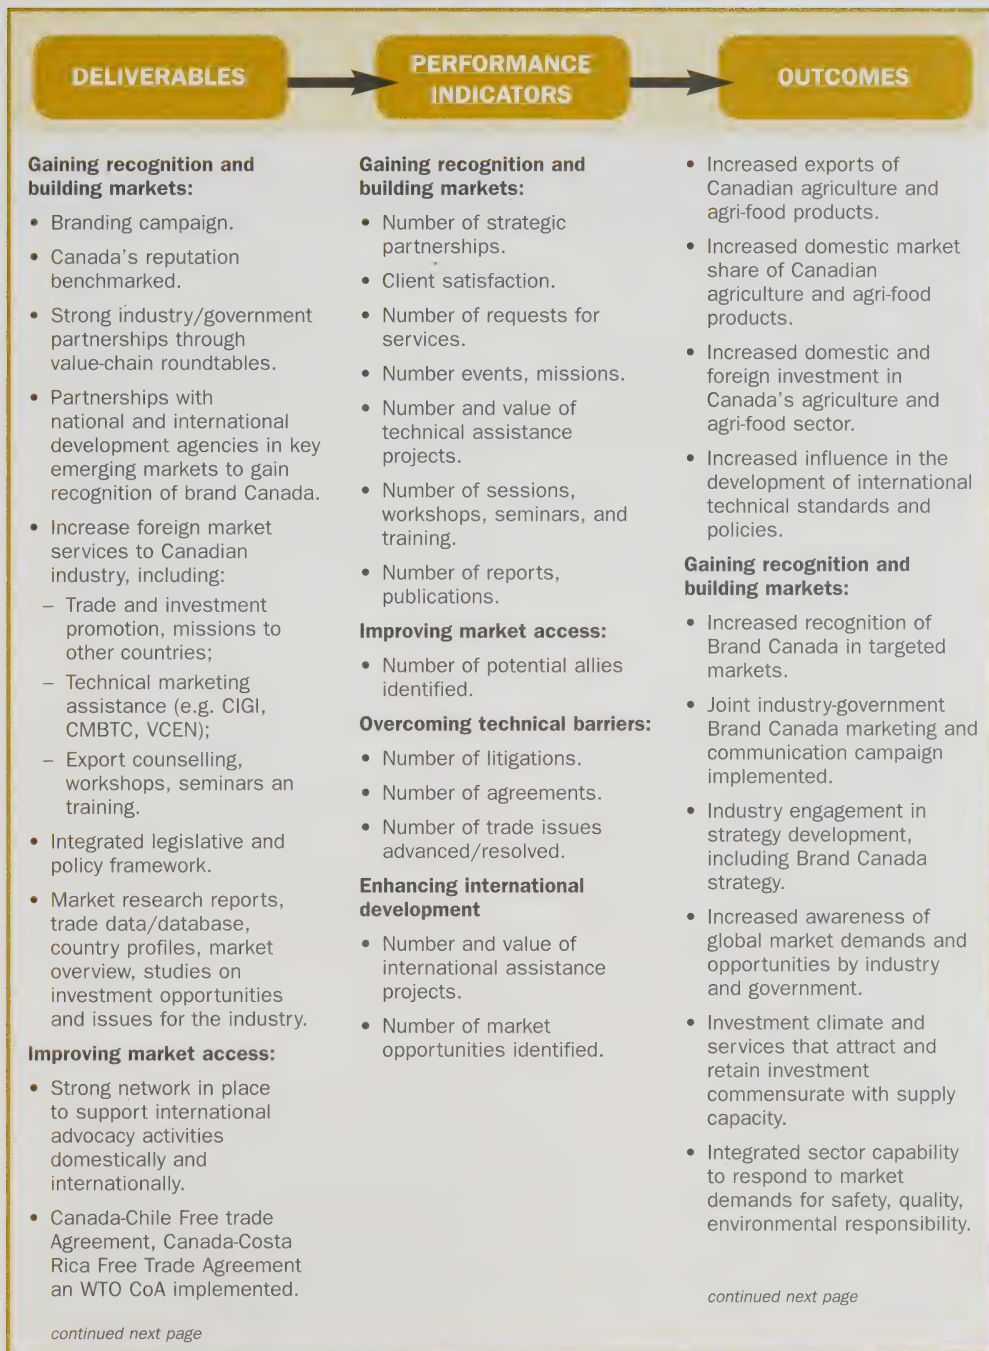 DELIVERABLES
Gaining recognition and
building markets:
• Branding campaign.
• Canada's reputation
benchmarked.
• Strong industry/government
partnerships through
value-chain roundtables.
• Partnerships with
national and international
development agencies in key
emerging markets to gain
recognition of brand Canada.
• Increase foreign market
services to Canadian
industry, including:
– Trade and investment
promotion, missions to
other countries;
– Technical marketing
assistance (e.g. CIGI,
CMBTC, VCEN);
– Export counselling,
workshops, seminars an
training.
• Integrated legislative and
policy framework.
• Market research reports,
trade data/database,
country profiles, market
overview, studies on
investment opportunities
and issues for the industry.
Improving market access:
• Strong network in place
to support international
advocacy activities
domestically and
internationally.
• Canada-Chile Free trade
Agreement, Canada-Costa
Rica Free Trade Agreement
an WTO CoA implemented.
continued next page
PERFORMANCE
INDICATORS
Gaining recognition and
building markets:
• Number of strategic
partnerships.
• Client satisfaction.
• Number of requests for
services.
• Number events, missions.
• Number and value of
technical assistance
projects.
• Number of sessions,
workshops, seminars, and
training.
• Number of reports,
publications.
Improving market access:
• Number of potential allies
identified.
Overcoming technical barriers:
• Number of litigations.
• Number of agreements.
• Number of trade issues
advanced/resolved.
Enhancing international
development
• Number and value of
international assistance
projects.
• Number of market
opportunities identified.
OUTCOMES
• Increased exports of
Canadian agriculture and
agri-food products.
• Increased domestic market
share of Canadian
agriculture and agri-food
products.
• Increased domestic and
foreign investment in
Canada's agriculture and
agri-food sector.
• Increased influence in the
development of international
technical standards and
policies.
Gaining recognition and
building markets:
• Increased recognition of
Brand Canada in targeted
markets.
• Joint industry-government
Brand Canada marketing and
communication campaign
implemented.
• Industry engagement in
strategy development,
including Brand Canada
strategy.
• Increased awareness of
global market demands and
opportunities by industry
and government.
• Investment climate and
services that attract and
retain investment
commensurate with supply
capacity.
• Integrated sector capability
to respond to market
demands for safety, quality,
environmental responsibility.
continued next page